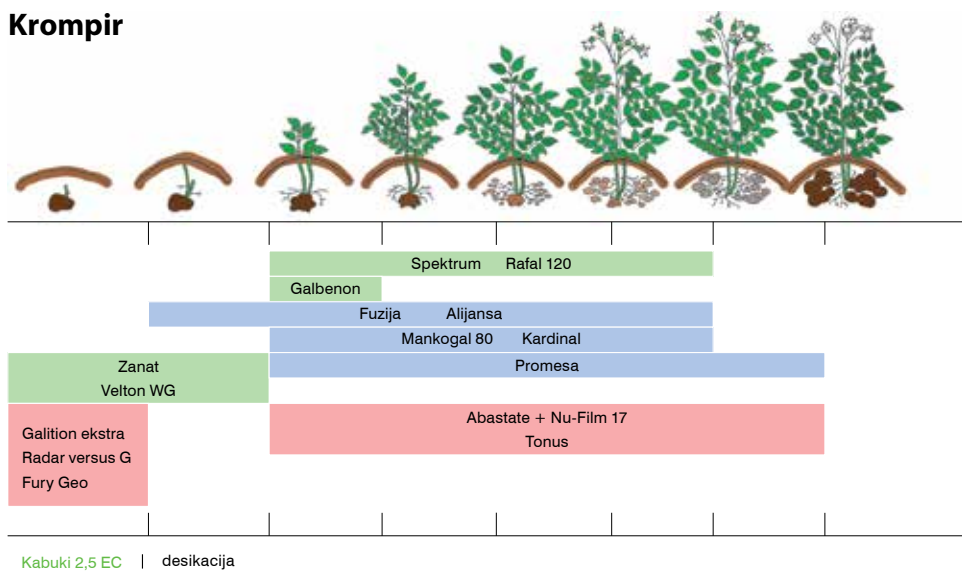 Krompir
Spektrum Rafal 120
Galbenon
Fuzija Alijansa
Mankogal 80 Kardinal
Zanat
Velton WG
Promesa
Galition ekstra
Radar versus G
Fury Geo
Abastate + Nu-Film 17
Tonus
Kabuki 2,5 EC | desikacija